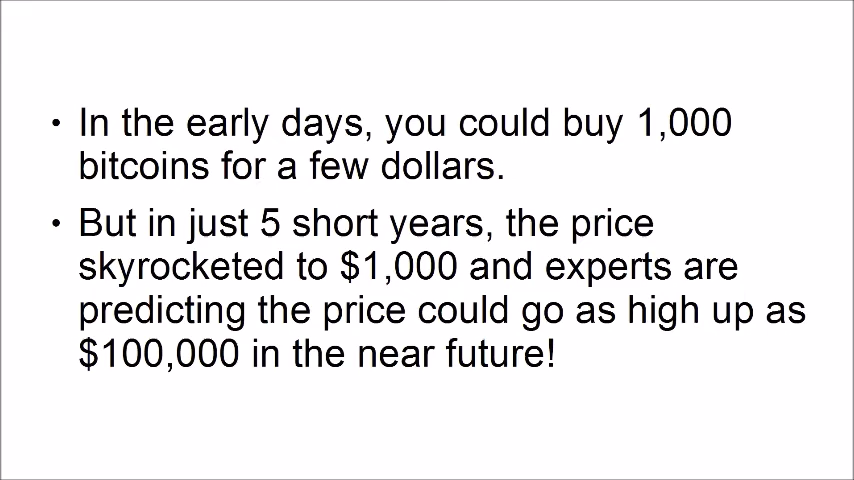 • In the early days, you could buy 1,000
bitcoins for a few dollars.
• But in just 5 short years, the price
skyrocketed to $1,000 and experts are
predicting the price could go as high up as
$100,000 in the near future!